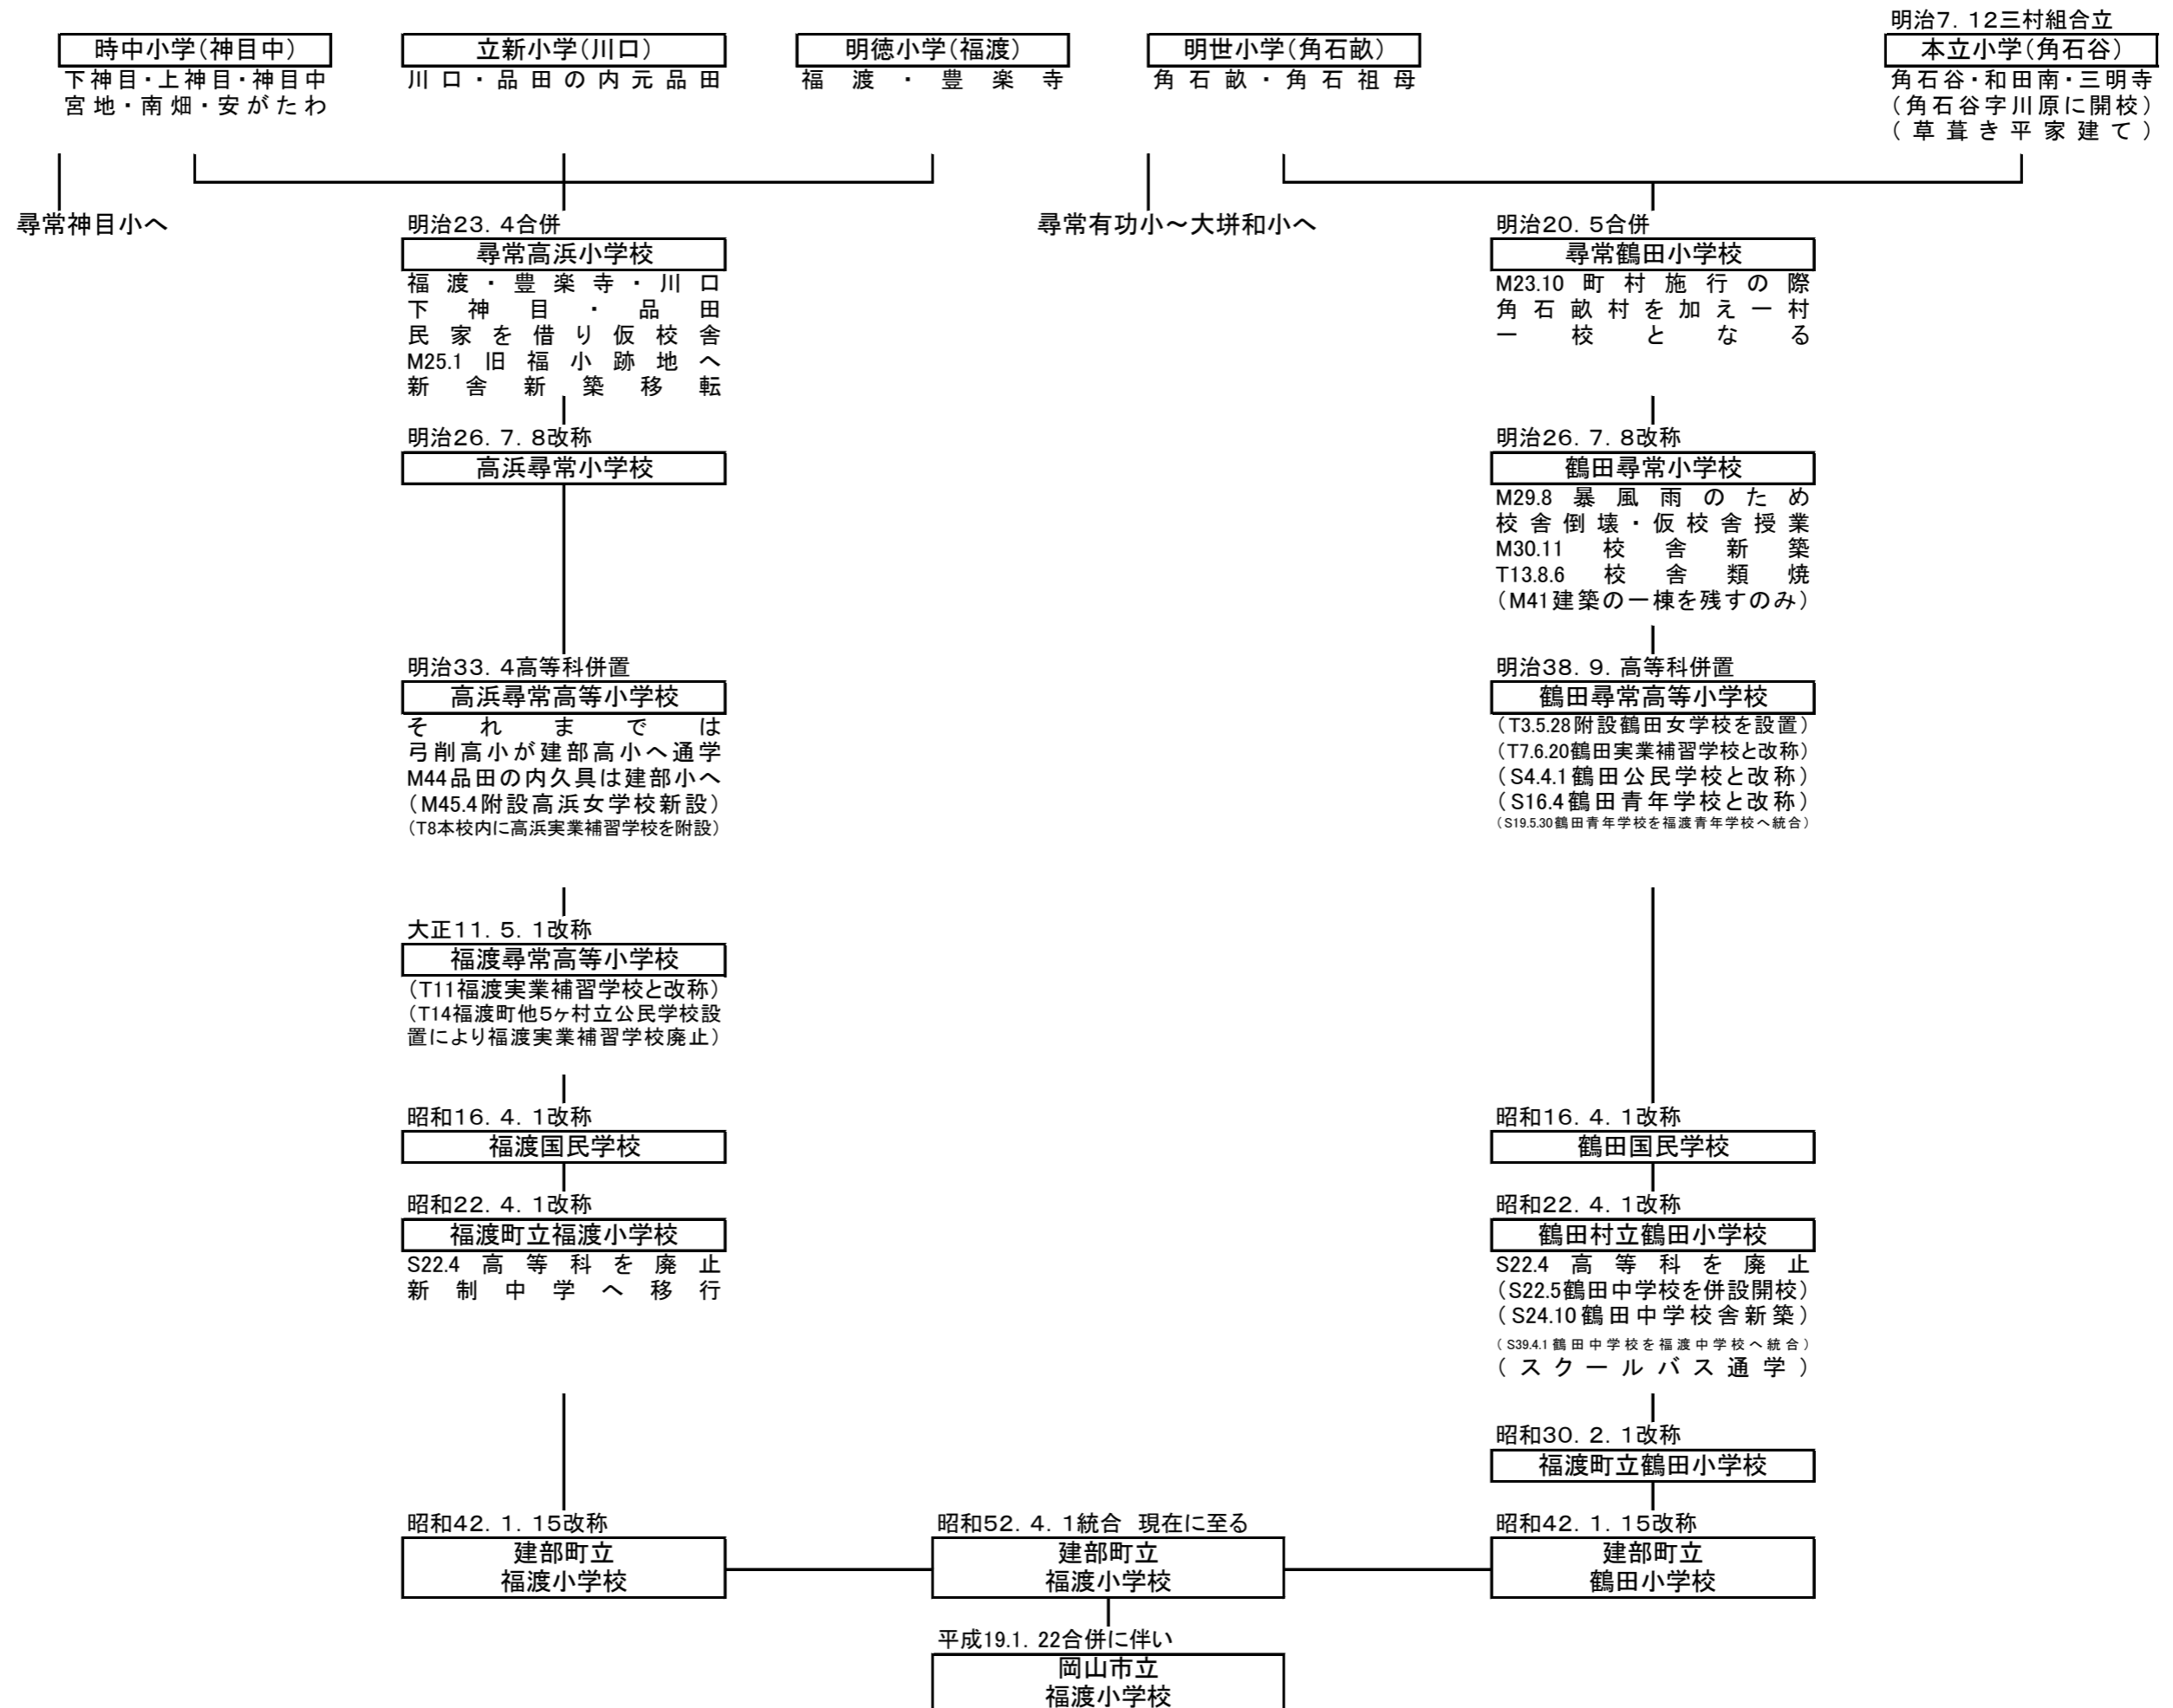 時中小学（神目中）
下神目・上神目・神目中
宮地・南畑・安がたわ
立新小学（川口）
川口・品田の内元品田
明徳小学（福渡）
福渡・豊楽寺
明世小学（角石畝）
角石畝・角石祖母
明治7．12三村組合立
本立小学（角石谷）
角石谷・和田南・三明寺
（角石谷字川原に開校）
（草葺き平家建て）
尋常神目小へ
明治23．4合併
尋常高浜小学校
福渡・豊楽寺・川口
下神目・品田
民家を借り仮校舎
M25.1 旧福小跡地へ
新舎新築移転
尋常有功小～大垪和小へ
明治20．5合併
尋常鶴田小学校
M23.10 町村施行の際
角石畝村を加え一村
一校となる
明治26．7．8改称
高浜尋常小学校
明治26．7．8改称
鶴田尋常小学校
M29.8 暴風雨のため
校舎倒壊・仮校舎授業
M30.11 校舎新築
T13.8.6 校舎類焼
（M41建築の一棟を残すのみ）
明治33．4高等科併置
高浜尋常高等小学校
それまでは
弓削高小が建部高小へ通学
M44品田の内久具は建部小へ
（M45.4附設高浜女学校新設）
（T8本校内に高浜実業補習学校を附設）
明治38．9．高等科併置
鶴田尋常高等小学校
（T3.5.28附設鶴田女学校を設置）
（T7.6.20鶴田実業補習学校と改称）
（S4.4.1鶴田公民学校と改称）
（S16.4鶴田青年学校と改称）
（S19.5.30鶴田青年学校を福渡青年学校へ統合）
大正11．5．1改称
福渡尋常高等小学校
（T11福渡実業補習学校と改称）
（T14福渡町他5ヶ村立公民学校設
置により福渡実業補習学校廃止）
昭和16．4．1改称
福渡国民学校
昭和16．4．1改称
鶴田国民学校
昭和22．4．1改称
福渡町立福渡小学校
S22.4 高等科を廃止
新制中学へ移行
昭和22．4．1改称
鶴田村立鶴田小学校
S22.4 高等科を廃止
（S22.5鶴田中学校を併設開校）
（S24.10鶴田中学校舎新築）
（S39.4.1鶴田中学校を福渡中学校へ統合）
（スクールバス通学）
昭和30．2．1改称
福渡町立鶴田小学校
昭和42．1．15改称
建部町立
福渡小学校
昭和52．4．1統合　現在に至る
建部町立
福渡小学校
昭和42．1．15改称
建部町立
鶴田小学校
平成19.1．22合併に伴い
岡山市立
福渡小学校